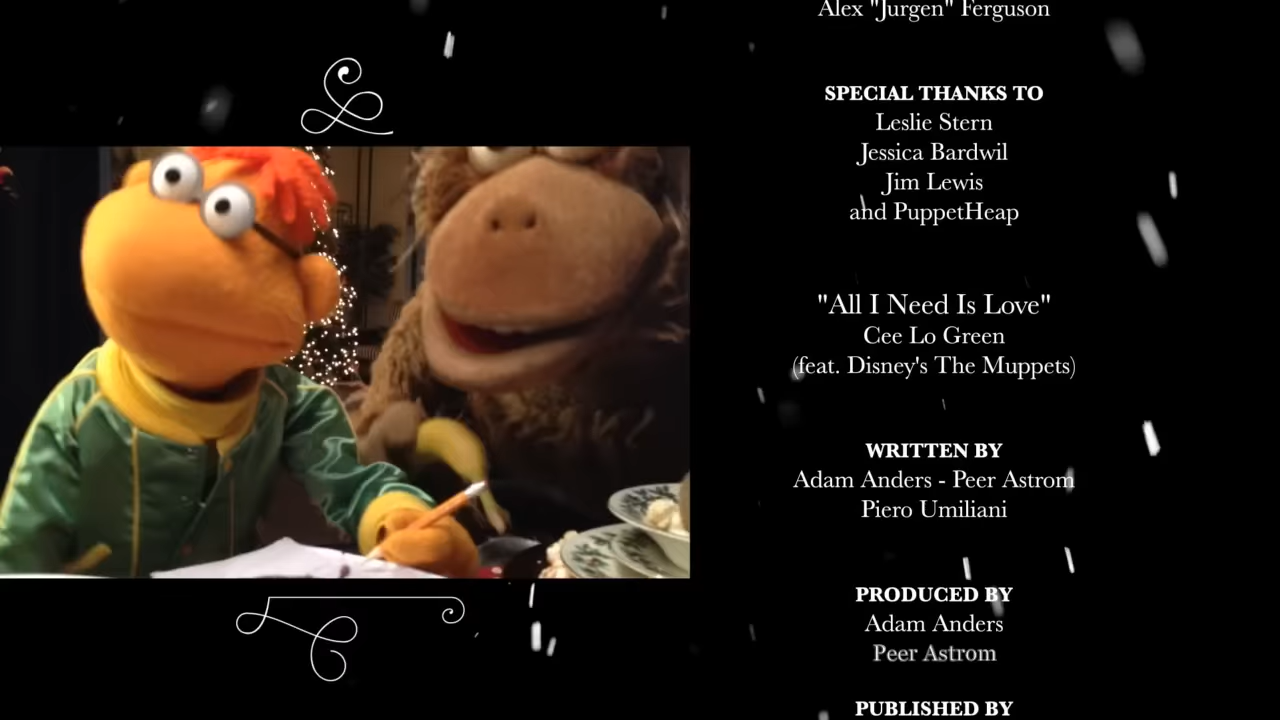 Alex "Jurgen" Ferguson
SPECIAL THANKS TO
Leslie Stern
Jessica Bardwil
Jim Lewis
and PuppetHeap
"All I Need Is Love"
Cee Lo Green
(feat. Disney's The Muppets)
WRITTEN BY
Adam Anders - Peer Astrom
Piero Umiliani
PRODUCED BY
Adam Anders
Peer Astrom
PUBLISHED BY